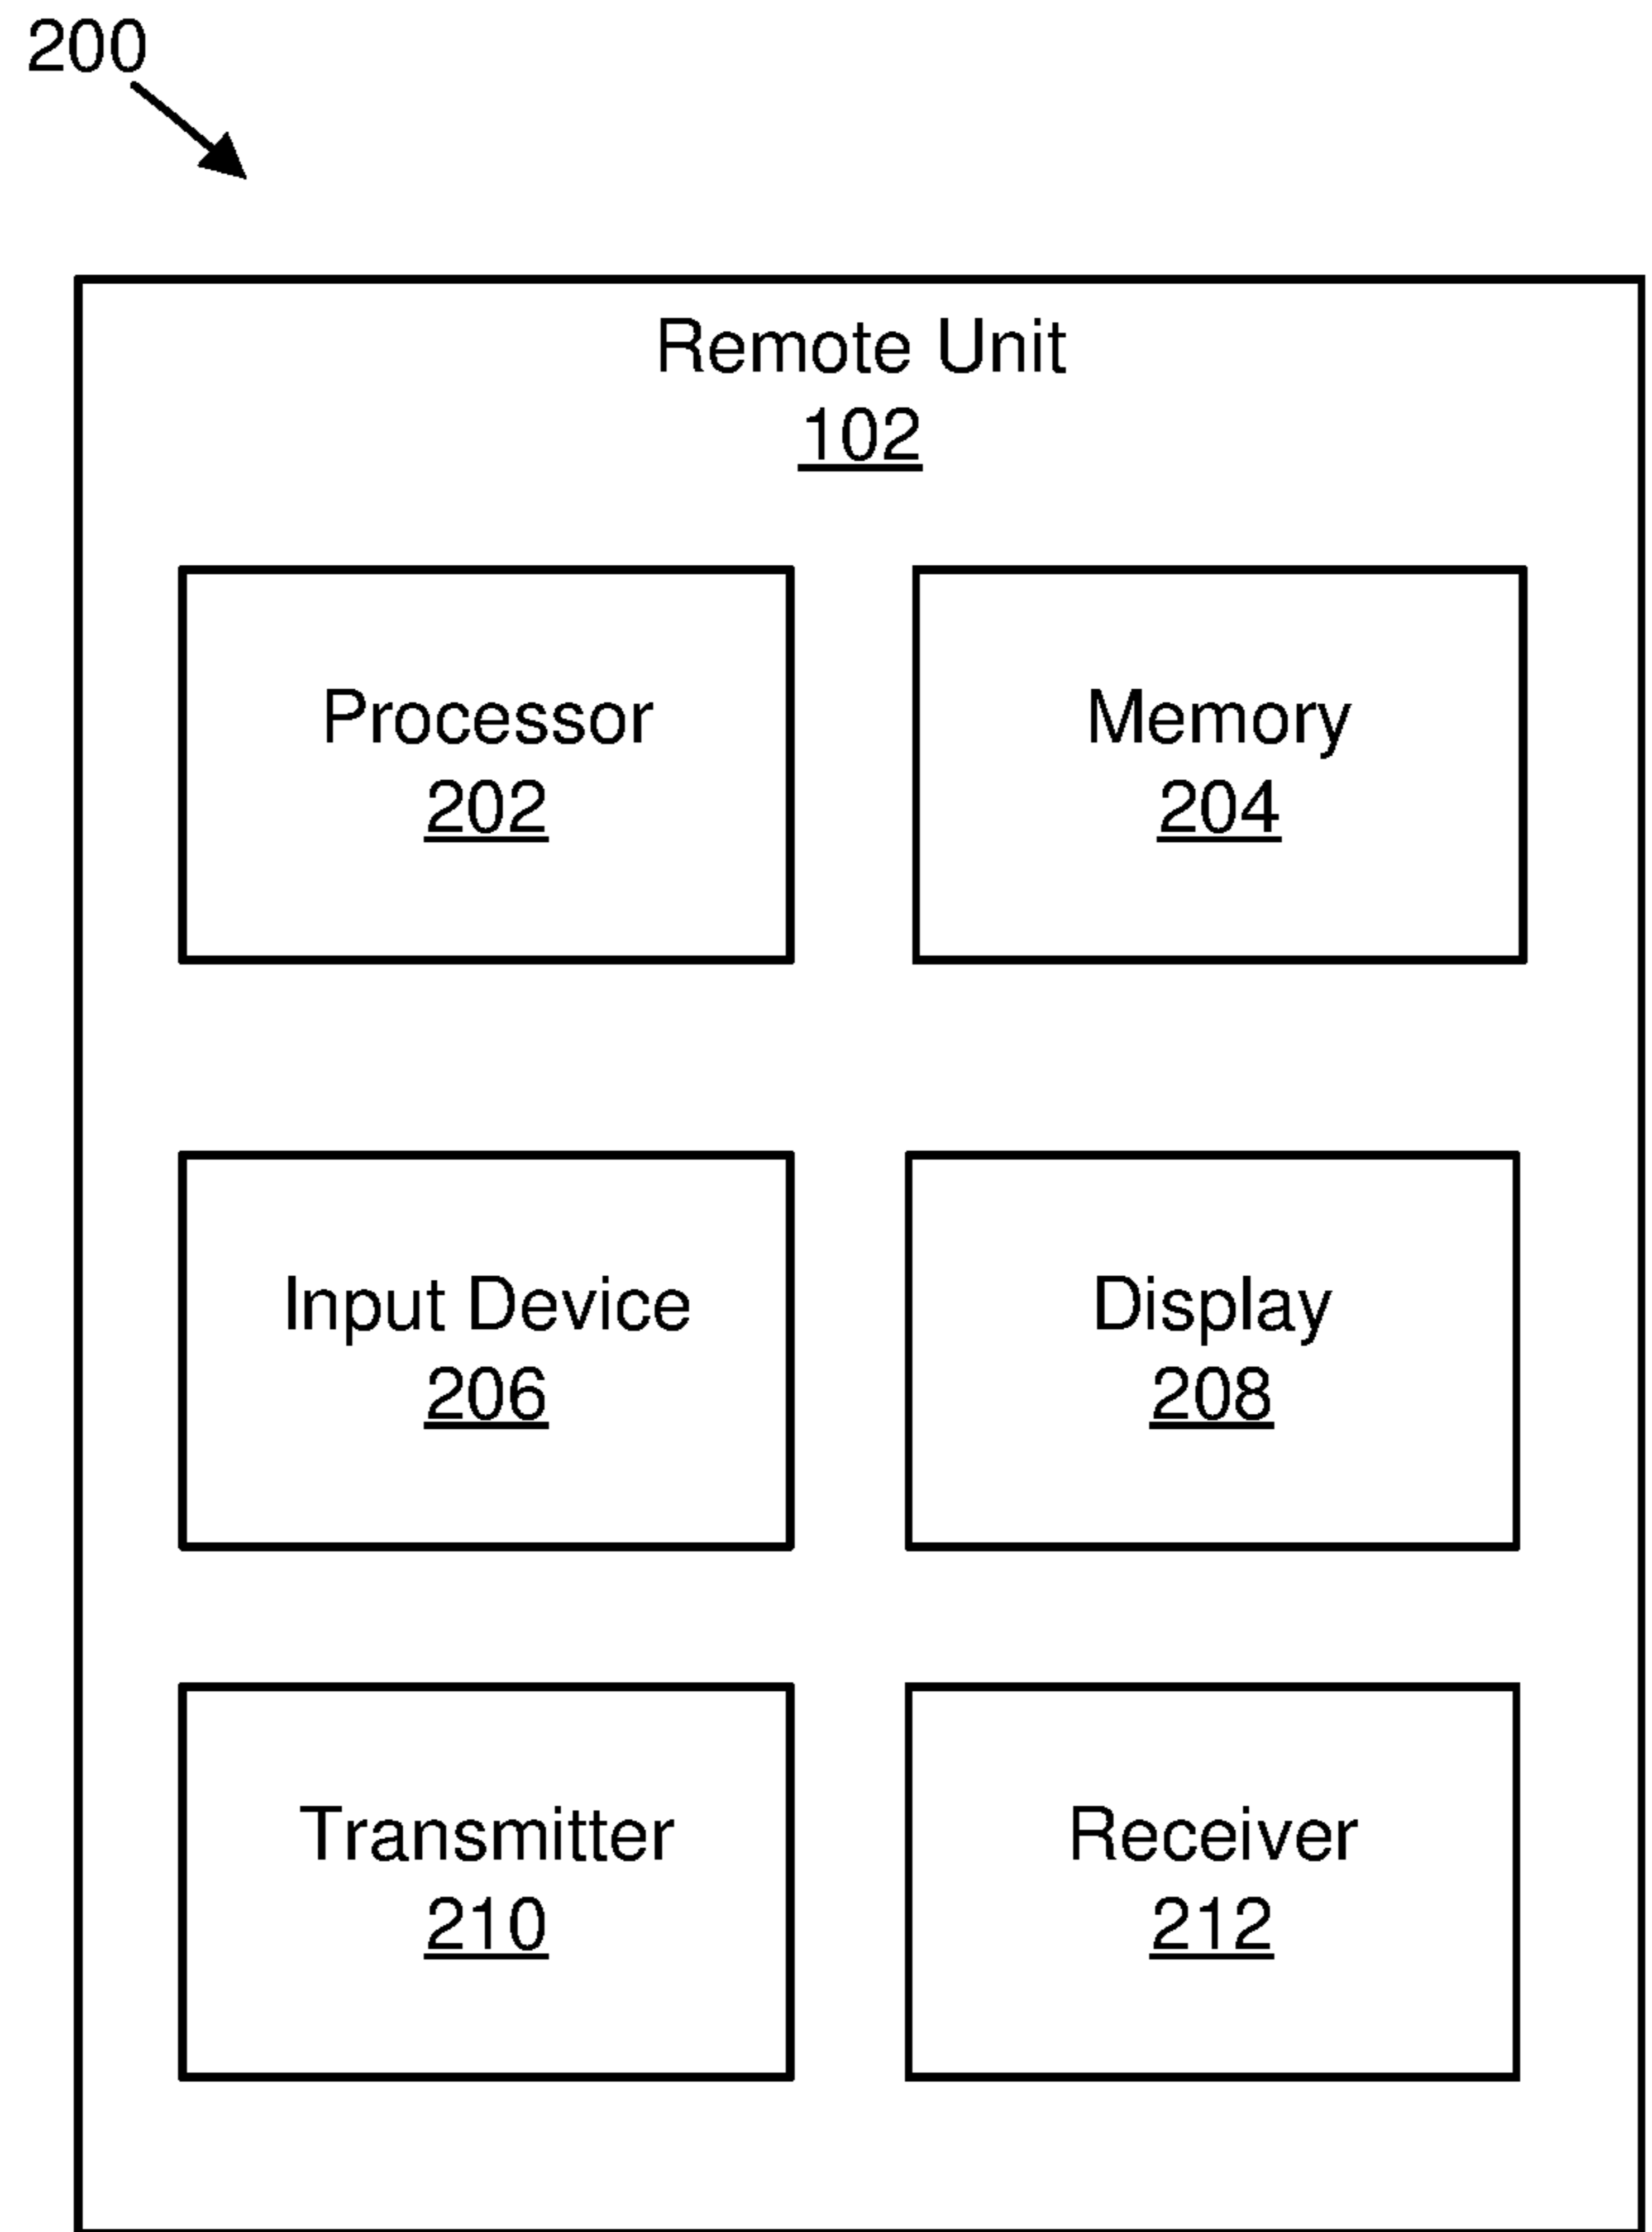 200
Remote Unit
102
Processor
202
Memory
204
Input Device
206
Display
208
Transmitter
210
Receiver
212